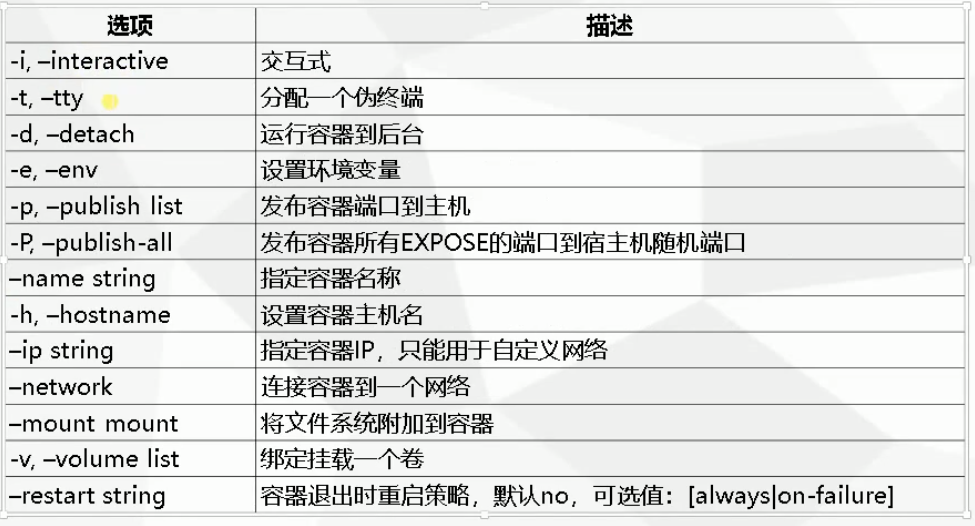 选项 描述
-i, –interactive 交互式
-t, –tty 分配一个伪终端
-d, –detach 运行容器到后台
-e, –env 设置环境变量
-p, –publish list 发布容器端口到主机
-P, –publish-all 发布容器所有EXPOSE的端口到宿主机随机端口
–name string 指定容器名称
-h, –hostname 设置容器主机名
–ip string 指定容器IP，只能用于自定义网络
–network 连接容器到一个网络
–mount mount 将文件系统附加到容器
-v, –volume list 绑定挂载一个卷
–restart string 容器退出时重启策略，默认no，可选值：[always|on-failure]